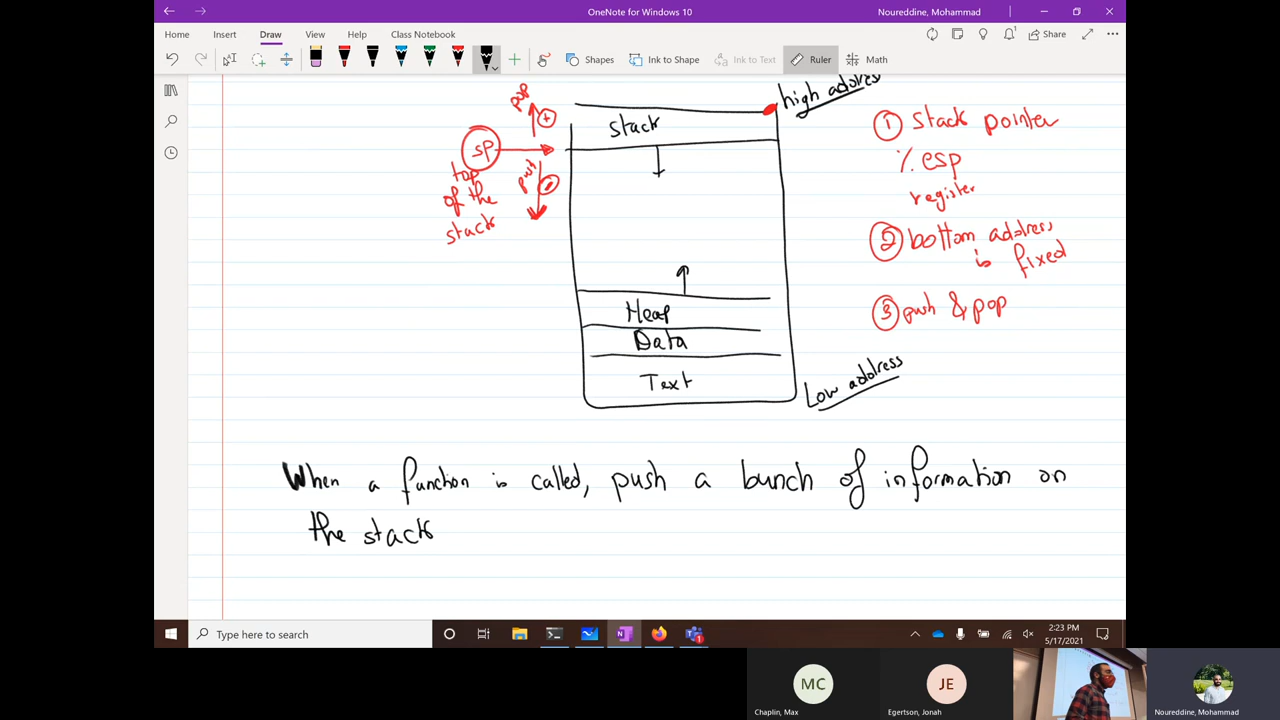 OneNote for Windows 10
Noureddine, Mohammad
Home Insert Draw View Help Class Notebook
Share
Shapes Ink to Shape Ink to Text Ruler Math
high address
pop
+
stack
sp
top
of the
stack
push
-
① stack pointer
% esp
register
② bottom address
is fixed
③ push & pop
Heap
Data
Text
Low address
When a function is called, push a bunch of information on
the stack
Type here to search
2:23 PM
5/17/2021
MC
Chaplin, Max
JE
Egertson, Jonah
Noureddine, Mohammad